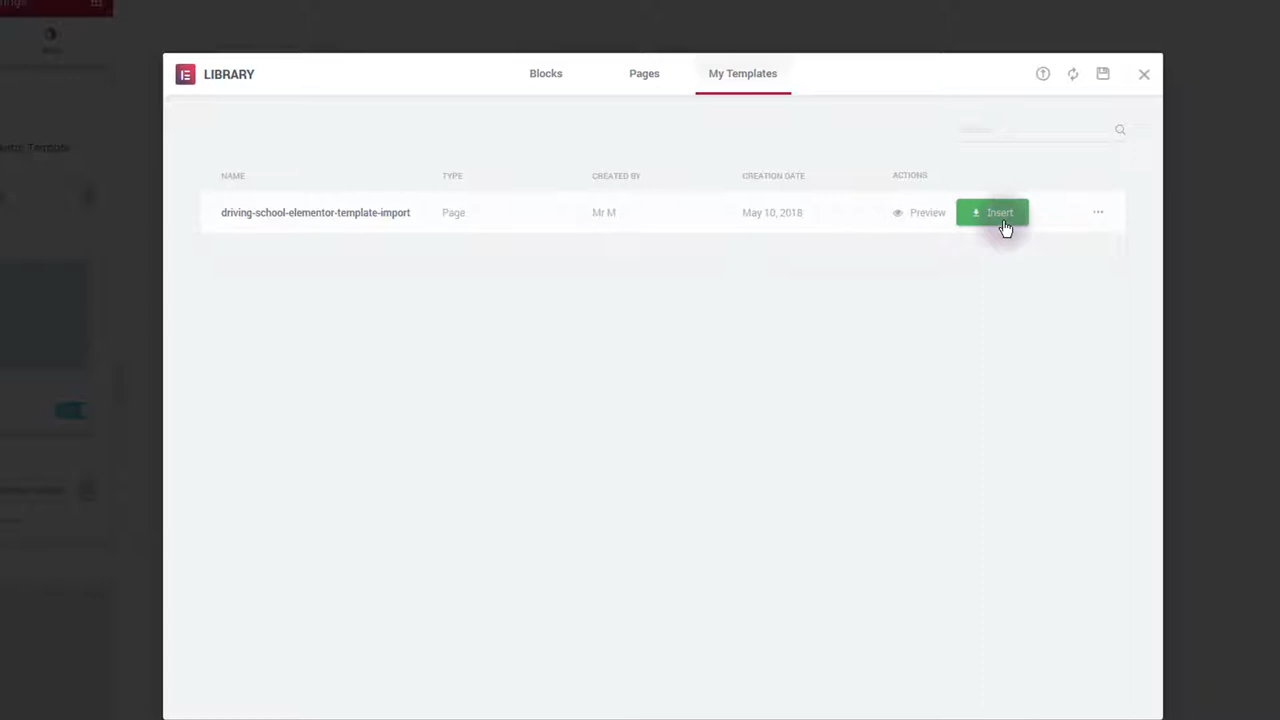 LIBRARY Blocks Pages My Templates
NAME TYPE CREATED BY CREATION DATE ACTIONS
driving-school-elementor-template-import Page Mr M May 10, 2018 Preview Insert
Template